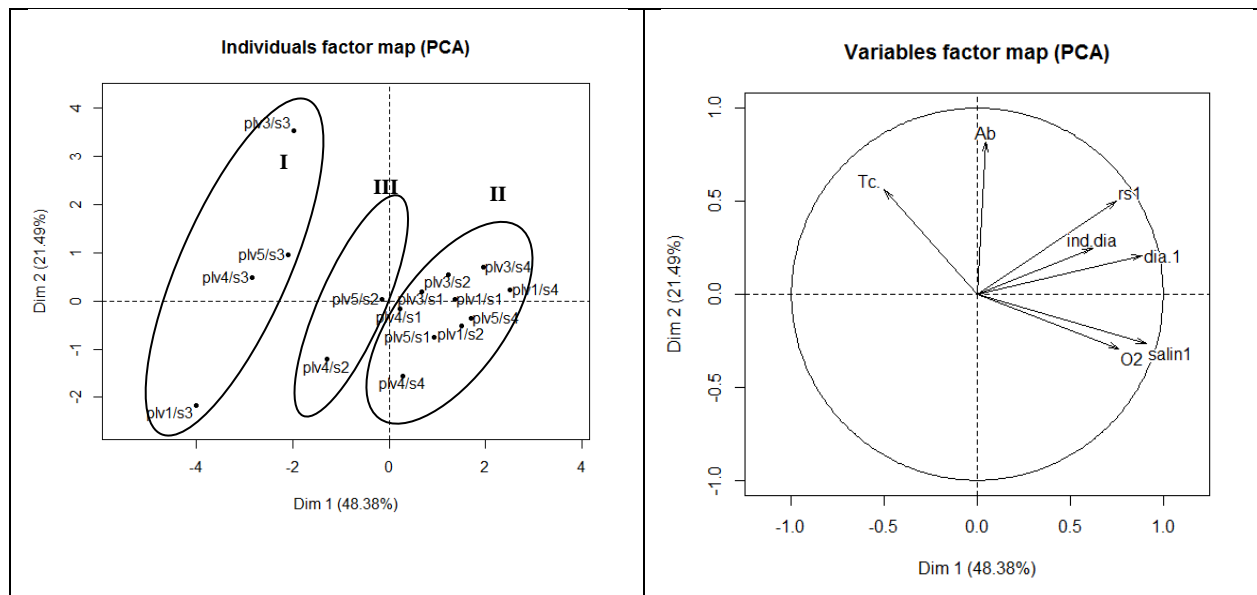 Individuals factor map (PCA)
Dim 2 (21.49%)
4
3
2
1
0
-1
-2
plv3/s3
I
III
II
plv5/s3
plv4/s3
plv3/s4
plv3/s2
plv1/s4
plv5/s2
plv3/s1
plv1/s1
plv4/s1
plv5/s4
plv5/s1
plv1/s2
plv4/s2
plv4/s4
plv1/s3
-4
-2
0
2
4
Dim 1 (48.38%)
Variables factor map (PCA)
Dim 2 (21.49%)
1.0
0.5
0.0
-0.5
-1.0
Ab
Tc.
rs1
ind.dia
dia.1
salin1
O2
-1.0
-0.5
0.0
0.5
1.0
Dim 1 (48.38%)